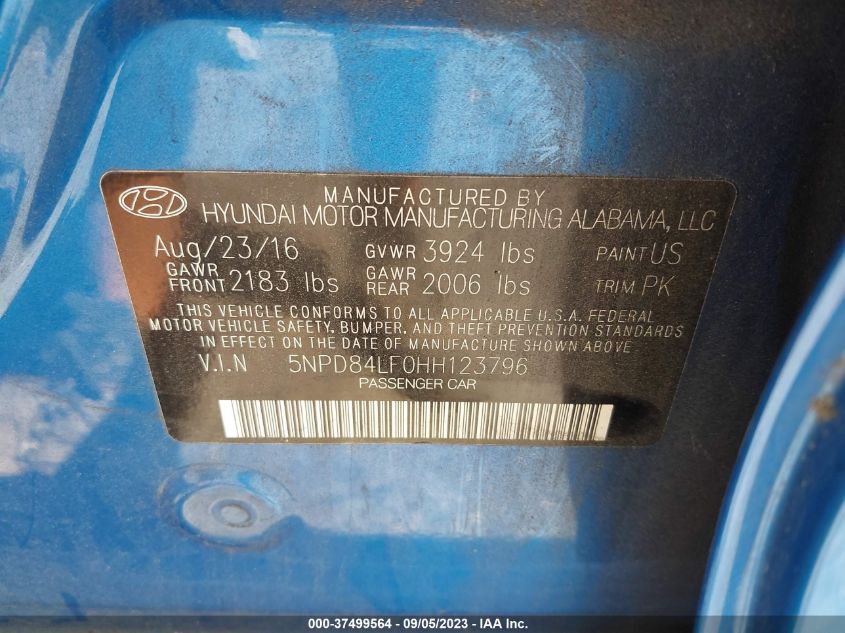 MANUFACTURED BY
HYUNDAI MOTOR MANUFACTURING ALABAMA, LLC
Aug/23/16 GVWR 3924 lbs PAINT US
GAWR FRONT 2183 lbs GAWR REAR 2006 lbs TRIM PK
THIS VEHICLE CONFORMS TO ALL APPLICABLE U.S.A. FEDERAL
MOTOR VEHICLE SAFETY, BUMPER, AND THEFT PREVENTION STANDARDS
IN EFFECT ON THE DATE OF MANUFACTURE SHOWN ABOVE
V.I.N 5NPD84LF0HH123796
PASSENGER CAR
000-37499564 - 09/05/2023 - IAA Inc.